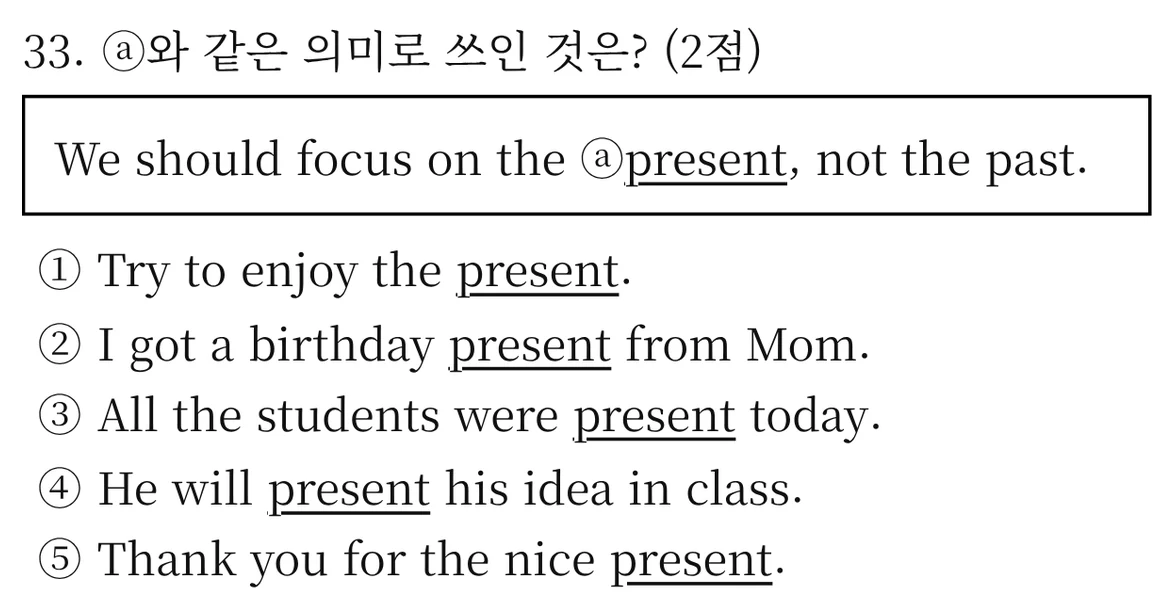 33. ⓐ와 같은 의미로 쓰인 것은? (2점)
We should focus on the ⓐpresent, not the past.
① Try to enjoy the present.
② I got a birthday present from Mom.
③ All the students were present today.
④ He will present his idea in class.
⑤ Thank you for the nice present.